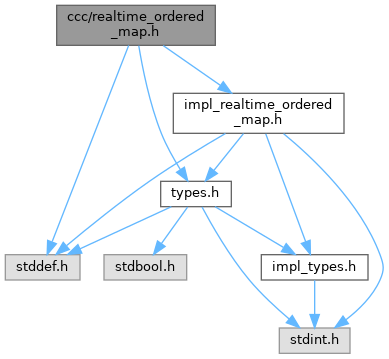 ccc/realtime_ordered
_map.h
impl_realtime_ordered
_map.h
types.h
stddef.h
stdbool.h
impl_types.h
stdint.h